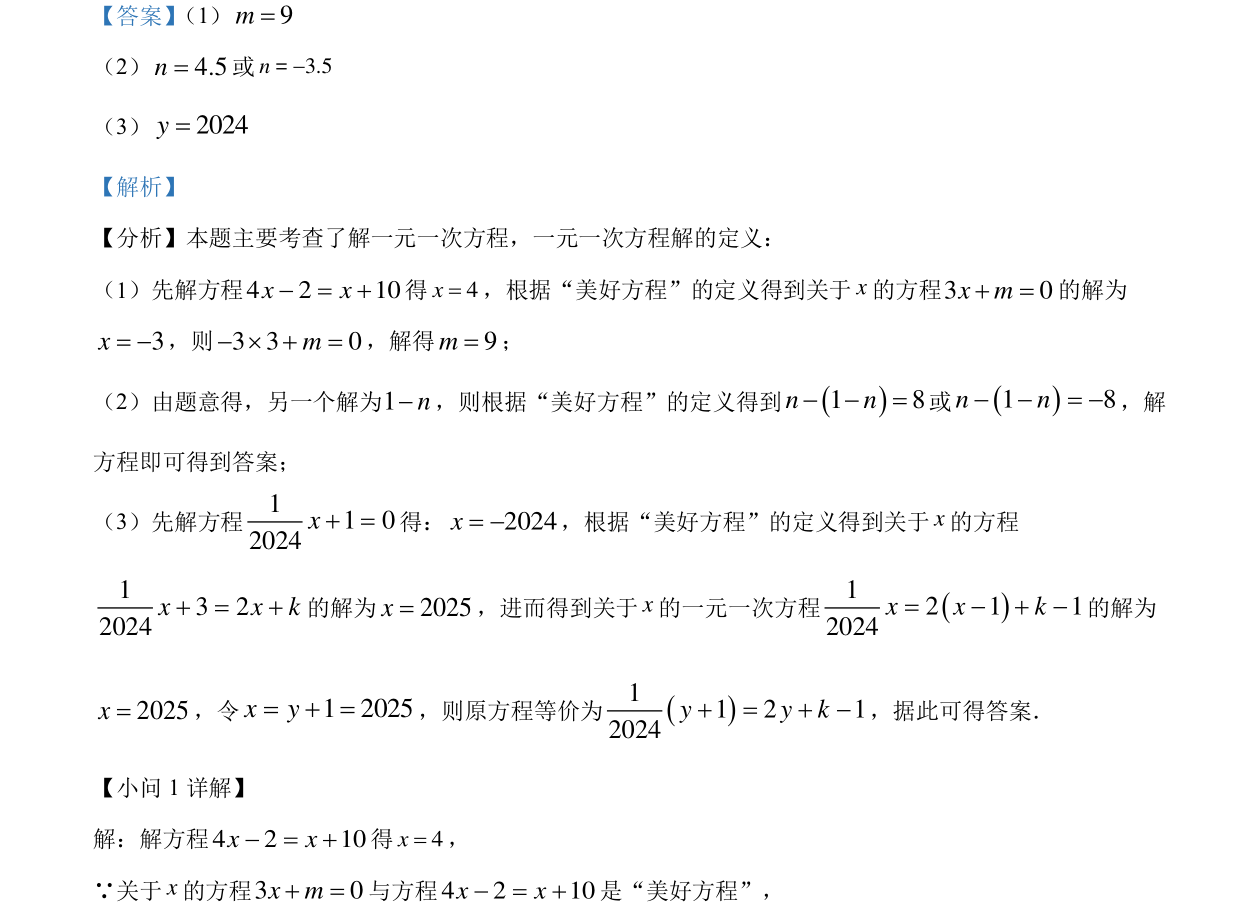 【答案】（1） m = 9
（2） n = 4.5 或 n = −3.5
（3） y = 2024
【解析】
【分析】本题主要考查了解一元一次方程，一元一次方程解的定义：
（1）先解方程 4x − 2 = x + 10 得 x = 4，根据“美好方程”的定义得到关于 x 的方程 3x + m = 0 的解为
x = −3，则 −3×3 + m = 0，解得 m = 9；
（2）由题意得，另一个解为 1 − n，则根据“美好方程”的定义得到 n − (1 − n) = 8 或 n − (1 − n) = −8，解
方程即可得到答案；
（3）先解方程 1/2024 x + 1 = 0 得： x = −2024，根据“美好方程”的定义得到关于 x 的方程
1/2024 x + 3 = 2x + k 的解为 x = 2025，进而得到关于 x 的一元一次方程 1/2024 x = 2(x − 1) + k − 1 的解为
x = 2025，令 x = y + 1 = 2025，则原方程等价为 1/2024 (y + 1) = 2y + k − 1，据此可得答案．
【小问 1 详解】
解：解方程 4x − 2 = x + 10 得 x = 4，
∵关于 x 的方程 3x + m = 0 与方程 4x − 2 = x + 10 是“美好方程”，